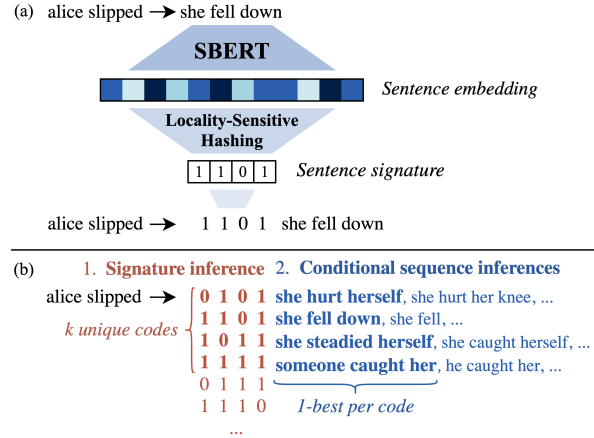 (a)
alice slipped → she fell down
SBERT
Sentence embedding
Locality-Sensitive
Hashing
1 1 0 1 Sentence signature
alice slipped → 1 1 0 1 she fell down
(b) 1. Signature inference 2. Conditional sequence inferences
alice slipped → 0 1 0 1 she hurt herself, she hurt her knee, ...
1 1 0 1 she fell down, she fell, ...
k unique codes 1 0 1 1 she steadied herself, she caught herself, ...
1 1 1 1 someone caught her, he caught her, ...
0 1 1 1
1 1 1 0 1-best per code
...